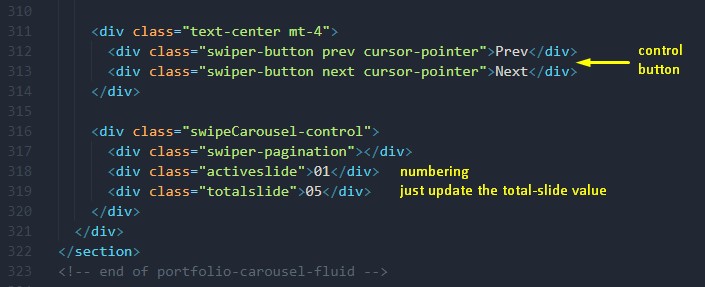 310
311 <div class="text-center mt-4">
312 <div class="swiper-button prev cursor-pointer">Prev</div>
313 <div class="swiper-button next cursor-pointer">Next</div>
control
button
314 </div>
315
316 <div class="swipeCarousel-control">
317 <div class="swiper-pagination"></div>
318 <div class="activeslide">01</div> numbering
319 <div class="totalslide">05</div> just update the total-slide value
320 </div>
321 </div>
322 </section>
323 <!-- end of portfolio-carousel-fluid -->